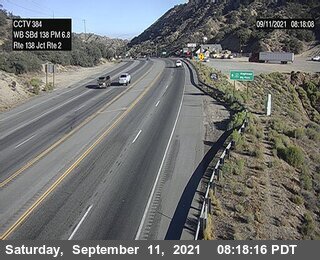 CCTV 384
WB SBd 138 PM 6.8
Rte 138 Jct Rte 2
09/11/2021 08:18:08
Saturday, September 11, 2021 08:18:16 PDT